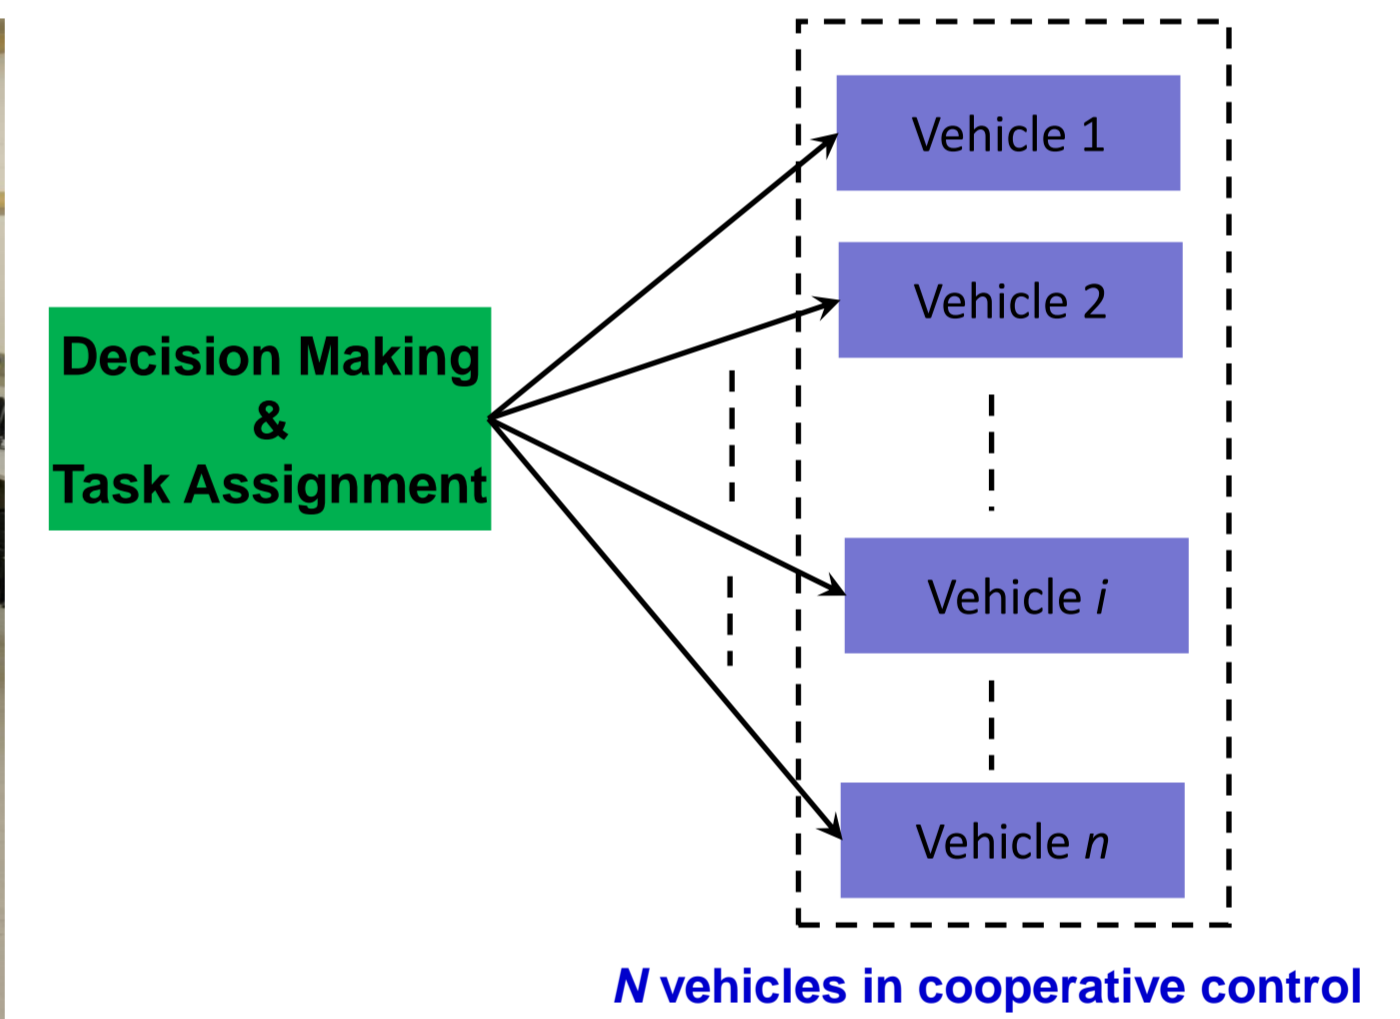 Decision Making
&
Task Assignment
Vehicle 1
Vehicle 2
Vehicle i
Vehicle n
N vehicles in cooperative control